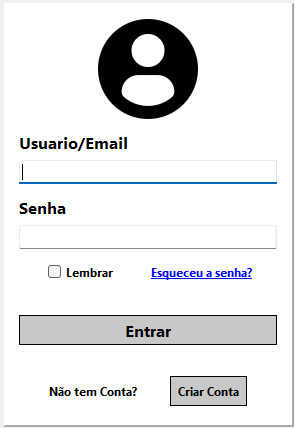 Usuario/Email
Senha
Lembrar Esqueceu a senha?
Entrar
Não tem Conta? Criar Conta